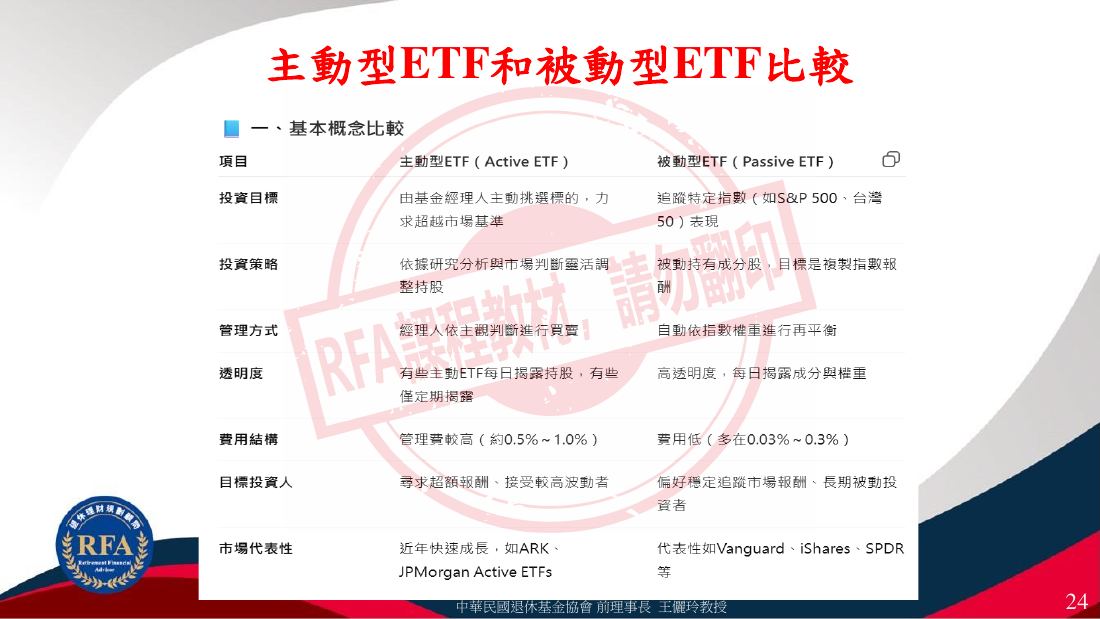 主動型ETF和被動型ETF比較
一、基本概念比較
項目 主動型ETF（Active ETF） 被動型ETF（Passive ETF）
投資目標 由基金經理人主動挑選標的，力 追蹤特定指數（如S&P 500、台灣
求超越市場基準 50）表現
投資策略 依據研究分析與市場判斷靈活調 被動持有成分股，目標是複製指數報
整持股 酬
管理方式 經理人依主觀判斷進行買賣 自動依指數權重進行再平衡
透明度 有些主動ETF每日揭露持股，有些 高透明度，每日揭露成分與權重
僅定期揭露
費用結構 管理費較高（約0.5%～1.0%） 費用低（多在0.03%～0.3%）
目標投資人 尋求超額報酬、接受較高波動者 偏好穩定追蹤市場報酬、長期被動投
資者
市場代表性 近年快速成長，如ARK、 代表性如Vanguard、iShares、SPDR
JPMorgan Active ETFs 等
RFA課程教材，請勿翻印
退休理財規劃顧問
RFA
Retirement Financial
Advisor
中華民國退休基金協會 前理事長 王儷玲教授
24